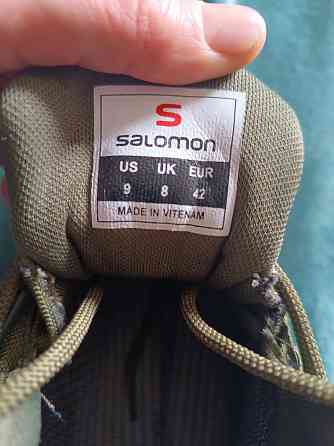 S
salomon
US UK EUR
9 8 42
MADE IN VITENAM